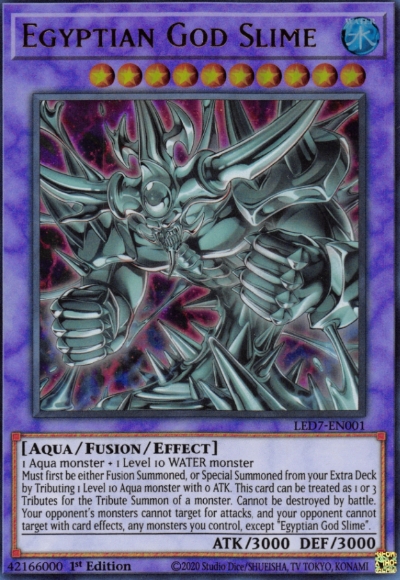 EGYPTIAN GOD SLIME
水
LED7-EN001
[AQUA/FUSION/EFFECT]
1 Aqua monster + 1 Level 10 WATER monster
Must first be either Fusion Summoned, or Special Summoned from your Extra Deck
by Tributing 1 Level 10 Aqua monster with 0 ATK. This card can be treated as 1 or 3
Tributes for the Tribute Summon of a monster. Cannot be destroyed by battle.
Your opponent's monsters cannot target for attacks, and your opponent cannot
target with card effects, any monsters you control, except "Egyptian God Slime".
ATK/3000 DEF/3000
42166000 1st Edition ©2020 Studio Dice/SHUEISHA, TV TOKYO, KONAMI